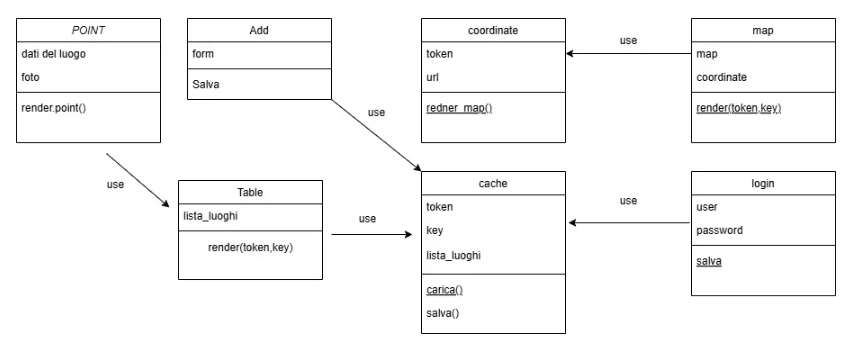 POINT
dati del luogo
foto
render.point()
Add
form
Salva
coordinate
token
url
redner_map()
use
map
map
coordinate
render(token,key)
use
use
Table
lista_luoghi
render(token,key)
use
cache
token
key
lista_luoghi
carica()
salva()
use
login
user
password
salva